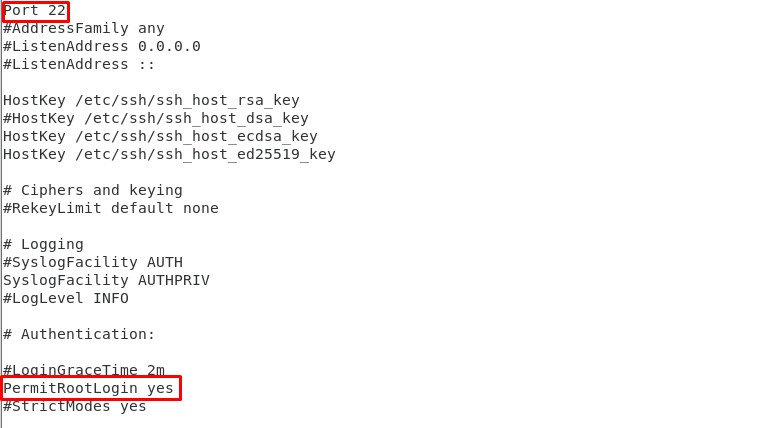 Port 22
#AddressFamily any
#ListenAddress 0.0.0.0
#ListenAddress ::
HostKey /etc/ssh/ssh_host_rsa_key
#HostKey /etc/ssh/ssh_host_dsa_key
HostKey /etc/ssh/ssh_host_ecdsa_key
HostKey /etc/ssh/ssh_host_ed25519_key
# Ciphers and keying
#RekeyLimit default none
# Logging
#SyslogFacility AUTH
SyslogFacility AUTHPRIV
#LogLevel INFO
# Authentication:
#LoginGraceTime 2m
PermitRootLogin yes
#StrictModes yes